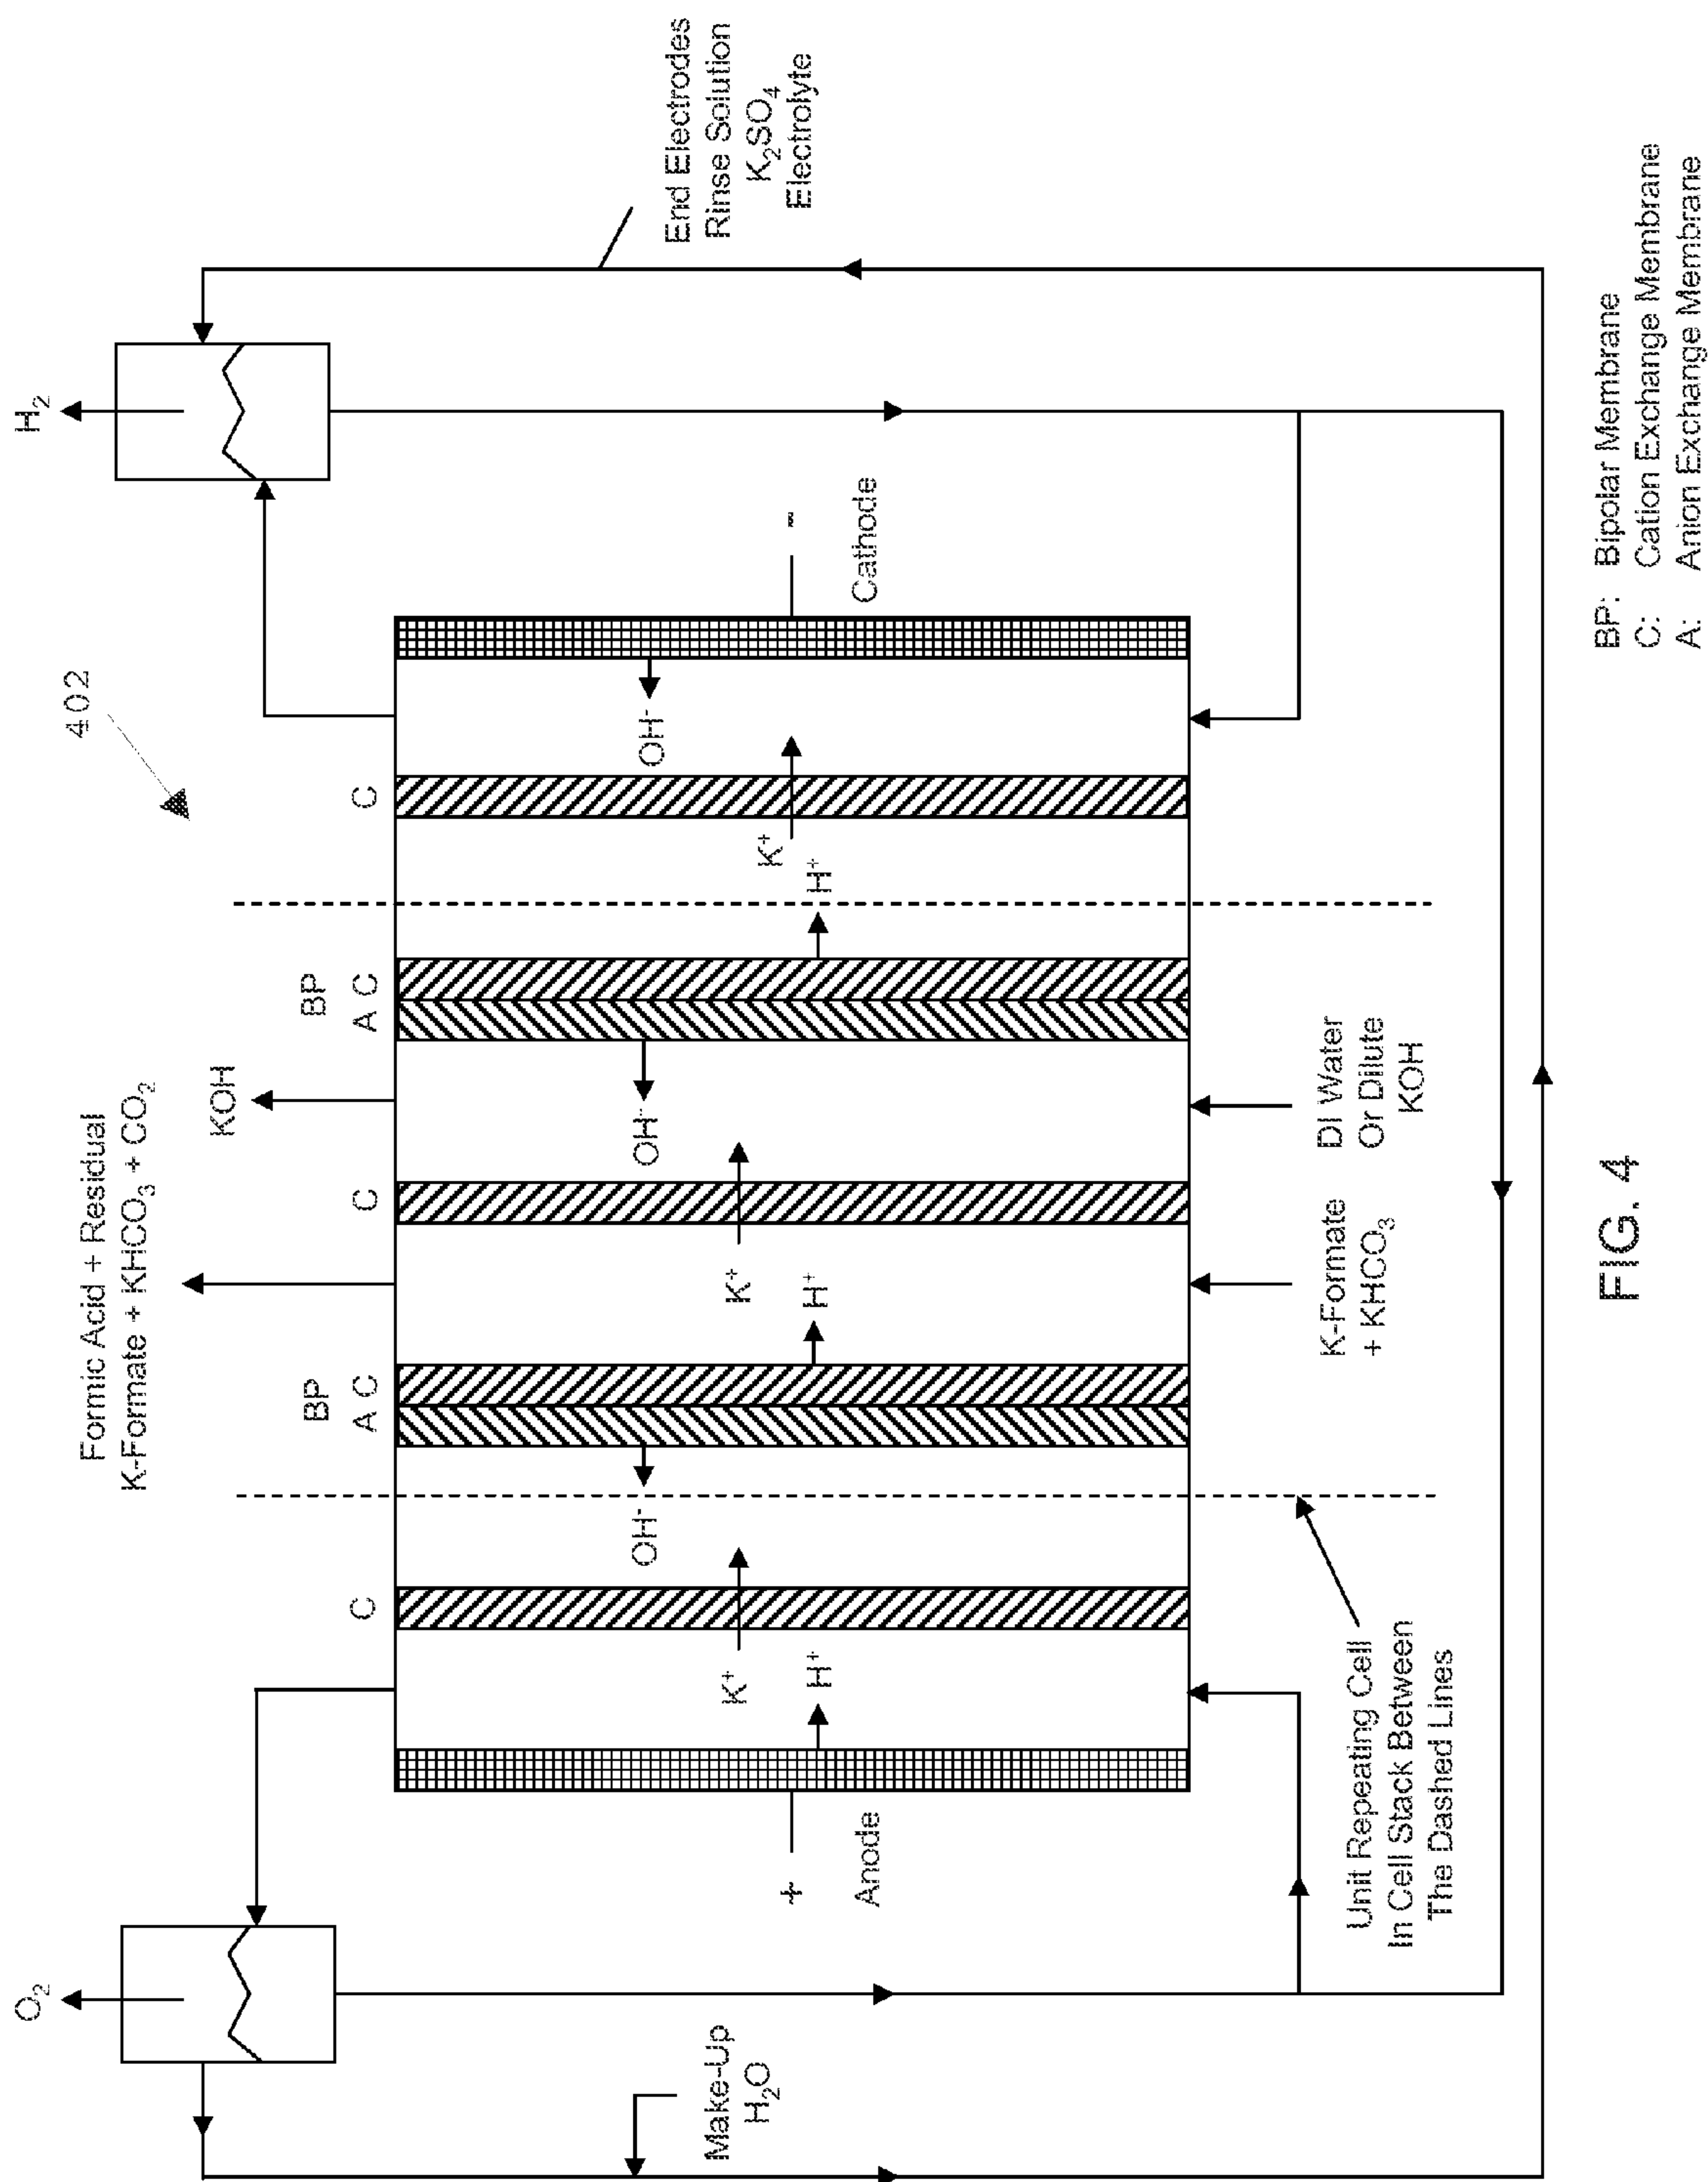 402
H₂
O₂
End Electrodes
Rinse Solution
K₂SO₄
Electrolyte
Make-Up
H₂O
Formic Acid + Residual
K-Formate + KHCO₃ + CO₂
KOH
C
BP
A C
C
BP
A C
C
+
Anode
-
Cathode
H⁺
K⁺
OH⁻
H⁺
K⁺
OH⁻
H⁺
K⁺
OH⁻
K-Formate
+ KHCO₃
DI Water
Or Dilute
KOH
Unit Repeating Cell
In Cell Stack Between
The Dashed Lines
BP: Bipolar Membrane
C: Cation Exchange Membrane
A: Anion Exchange Membrane
FIG. 4